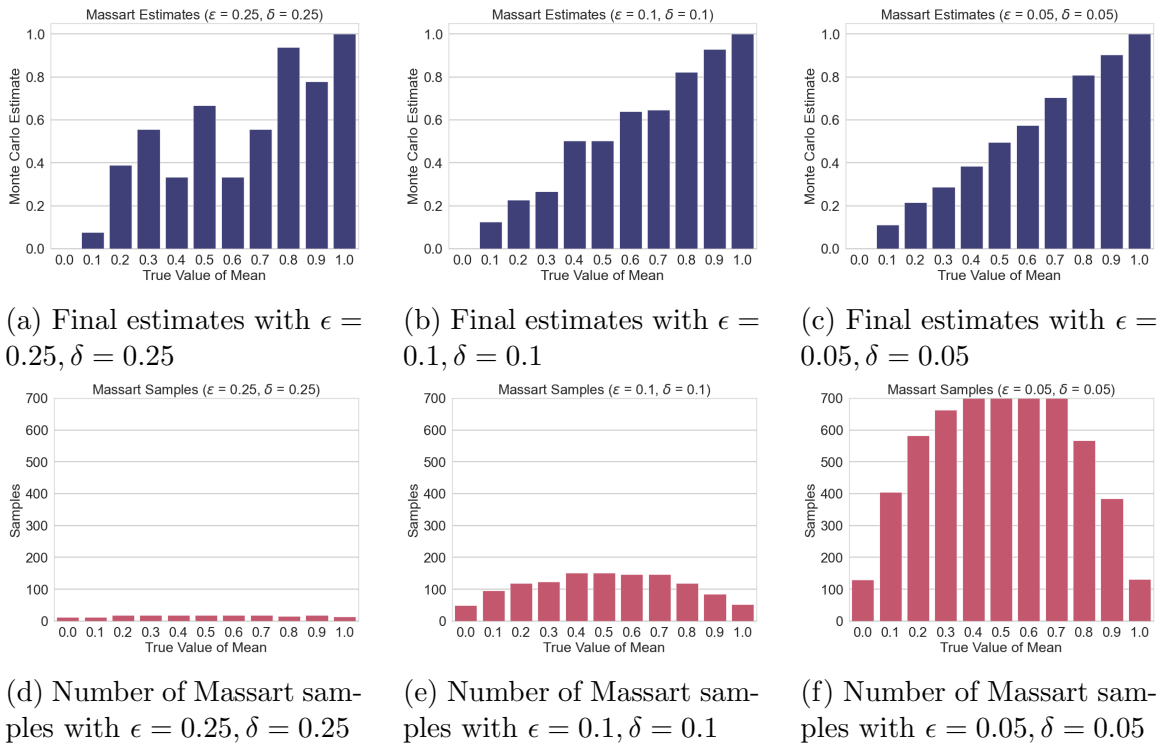 Massart Estimates (ε = 0.25, δ = 0.25)
1.0
0.8
0.6
0.4
0.2
0.0
Monte Carlo Estimate
0.0 0.1 0.2 0.3 0.4 0.5 0.6 0.7 0.8 0.9 1.0
True Value of Mean
(a) Final estimates with ϵ =
0.25, δ = 0.25
Massart Estimates (ε = 0.1, δ = 0.1)
1.0
0.8
0.6
0.4
0.2
0.0
Monte Carlo Estimate
0.0 0.1 0.2 0.3 0.4 0.5 0.6 0.7 0.8 0.9 1.0
True Value of Mean
(b) Final estimates with ϵ =
0.1, δ = 0.1
Massart Estimates (ε = 0.05, δ = 0.05)
1.0
0.8
0.6
0.4
0.2
0.0
Monte Carlo Estimate
0.0 0.1 0.2 0.3 0.4 0.5 0.6 0.7 0.8 0.9 1.0
True Value of Mean
(c) Final estimates with ϵ =
0.05, δ = 0.05
Massart Samples (ε = 0.25, δ = 0.25)
700
600
500
400
300
200
100
0
Samples
0.0 0.1 0.2 0.3 0.4 0.5 0.6 0.7 0.8 0.9 1.0
True Value of Mean
(d) Number of Massart sam-
ples with ϵ = 0.25, δ = 0.25
Massart Samples (ε = 0.1, δ = 0.1)
700
600
500
400
300
200
100
0
Samples
0.0 0.1 0.2 0.3 0.4 0.5 0.6 0.7 0.8 0.9 1.0
True Value of Mean
(e) Number of Massart sam-
ples with ϵ = 0.1, δ = 0.1
Massart Samples (ε = 0.05, δ = 0.05)
700
600
500
400
300
200
100
0
Samples
0.0 0.1 0.2 0.3 0.4 0.5 0.6 0.7 0.8 0.9 1.0
True Value of Mean
(f) Number of Massart sam-
ples with ϵ = 0.05, δ = 0.05